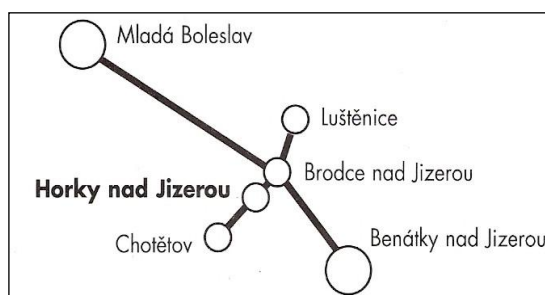 Mladá Boleslav
Luštěnice
Brodce nad Jizerou
Horky nad Jizerou
Chotětov
Benátky nad Jizerou